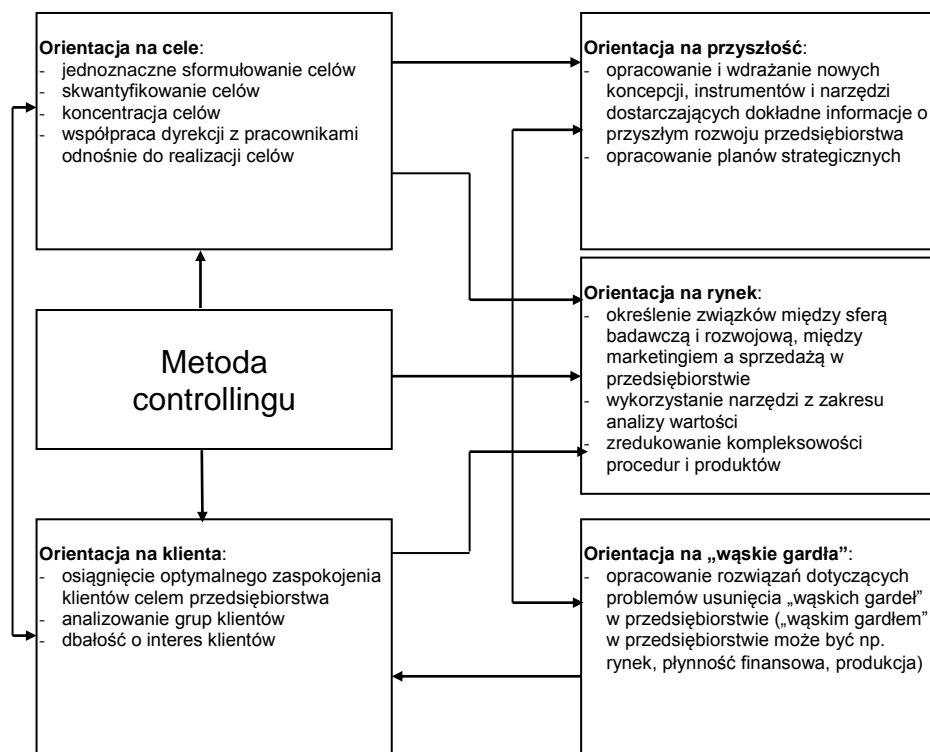 Orientacja na cele:
- jednoznaczne sformułowanie celów
- skwantyfikowanie celów
- koncentracja celów
- współpraca dyrekcji z pracownikami
odnośnie do realizacji celów
Orientacja na przyszłość:
- opracowanie i wdrażanie nowych
koncepcji, instrumentów i narzędzi
dostarczających dokładne informacje o
przyszłym rozwoju przedsiębiorstwa
- opracowanie planów strategicznych
Metoda
controllingu
Orientacja na rynek:
- określenie związków między sferą
badawczą i rozwojową, między
marketingiem a sprzedażą w
przedsiębiorstwie
- wykorzystanie narzędzi z zakresu
analizy wartości
- zredukowanie kompleksowości
procedur i produktów
Orientacja na klienta:
- osiągnięcie optymalnego zaspokojenia
klientów celem przedsiębiorstwa
- analizowanie grup klientów
- dbałość o interes klientów
Orientacja na „wąskie gardła”:
- opracowanie rozwiązań dotyczących
problemów usunięcia „wąskich gardeł”
w przedsiębiorstwie („wąskim gardłem”
w przedsiębiorstwie może być np.
rynek, płynność finansowa, produkcja)